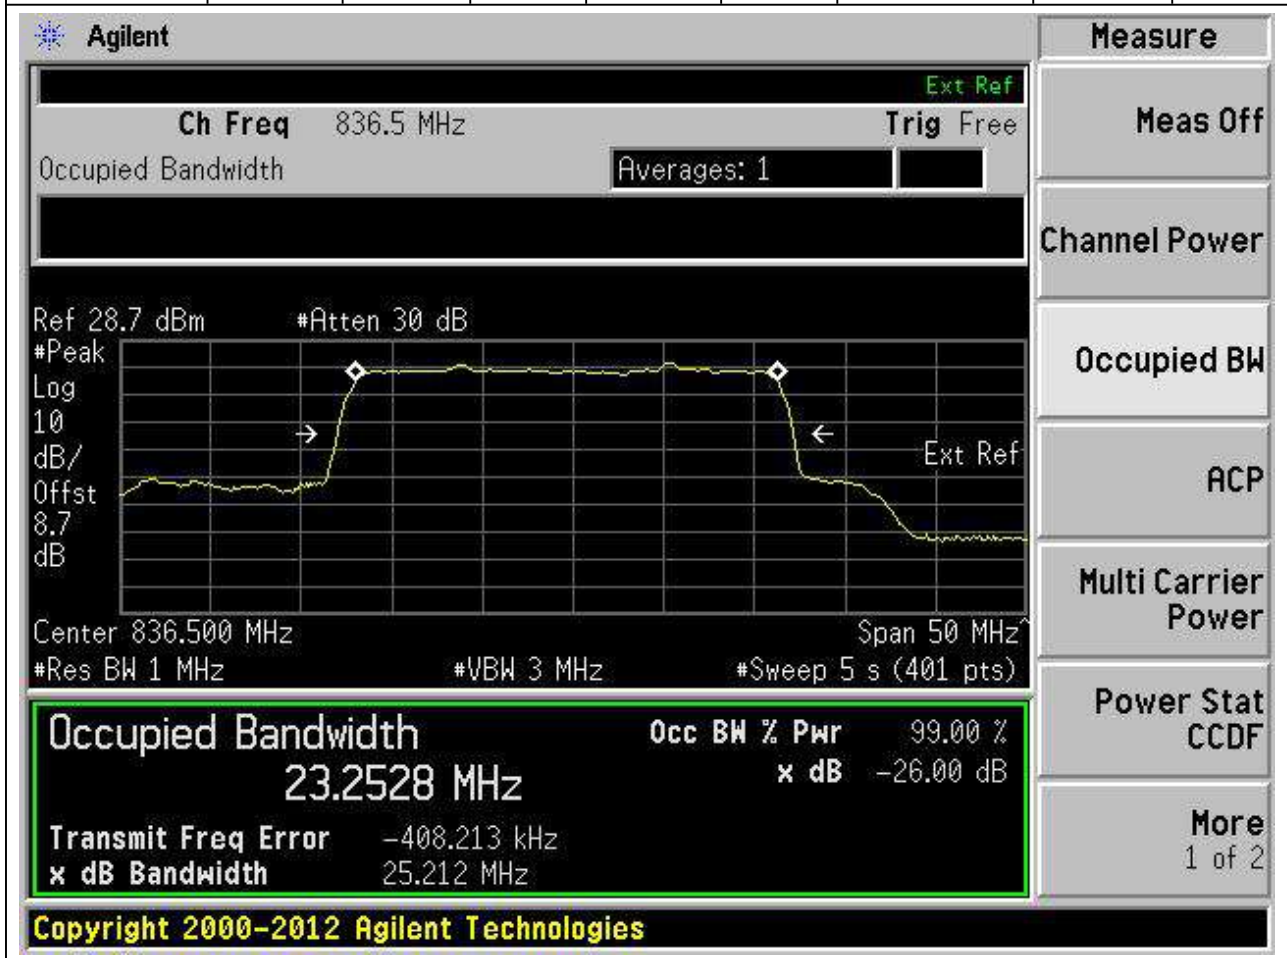 Agilent
Measure
Ext Ref
Ch Freq 836.5 MHz Trig Free
Meas Off
Occupied Bandwidth Averages: 1
Channel Power
Ref 28.7 dBm #Atten 30 dB
#Peak
Log
10
dB/
Offst
8.7
dB
Ext Ref
Occupied BW
ACP
Center 836.500 MHz Span 50 MHz^
#Res BW 1 MHz #VBW 3 MHz #Sweep 5 s (401 pts)
Multi Carrier
Power
Occupied Bandwidth Occ BW % Pwr 99.00 %
23.2528 MHz x dB -26.00 dB
Transmit Freq Error -408.213 kHz
x dB Bandwidth 25.212 MHz
Power Stat
CCDF
More
1 of 2
Copyright 2000-2012 Agilent Technologies